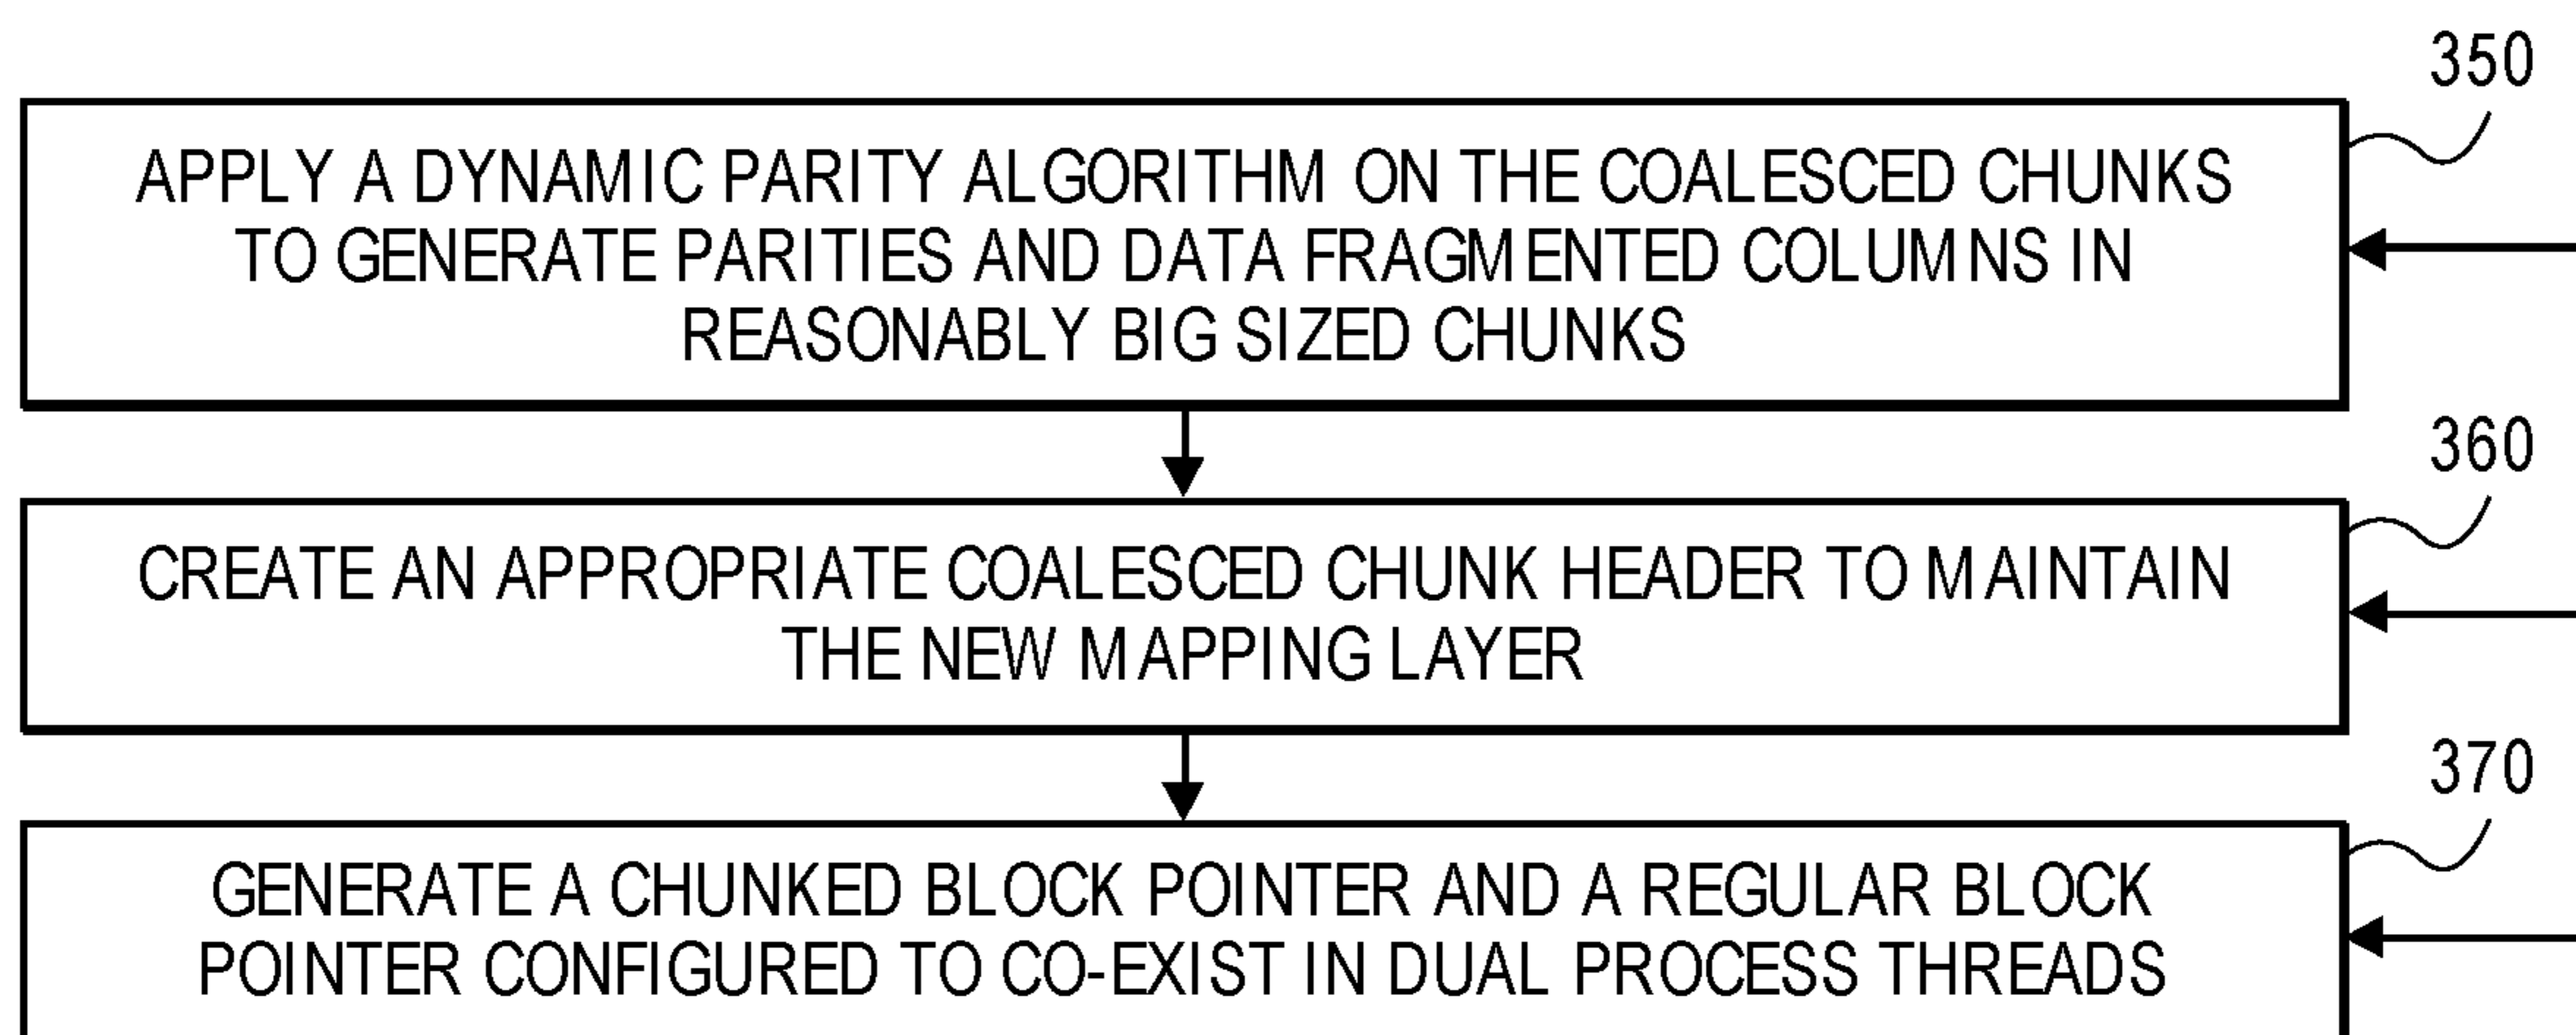 350
APPLY A DYNAMIC PARITY ALGORITHM ON THE COALESCED CHUNKS
TO GENERATE PARITIES AND DATA FRAGMENTED COLUMNS IN
REASONABLY BIG SIZED CHUNKS
360
CREATE AN APPROPRIATE COALESCED CHUNK HEADER TO MAINTAIN
THE NEW MAPPING LAYER
370
GENERATE A CHUNKED BLOCK POINTER AND A REGULAR BLOCK
POINTER CONFIGURED TO CO-EXIST IN DUAL PROCESS THREADS